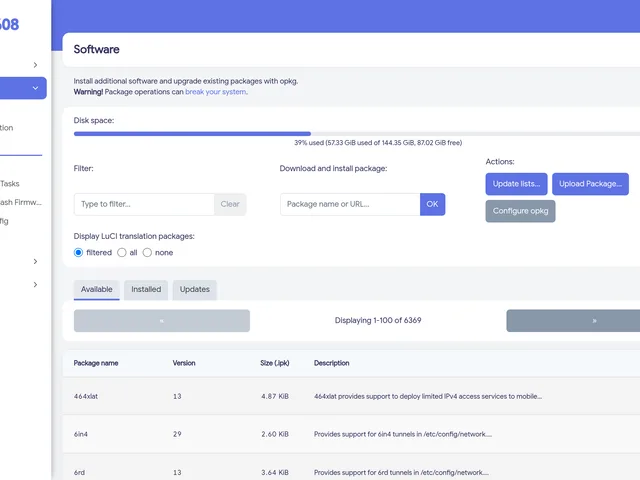 608
Software
Install additional software and upgrade existing packages with opkg.
Warning! Package operations can break your system.
tion
Tasks
ash Firmw...
fig
Disk space:
39% used (57.33 GiB used of 144.35 GiB, 87.02 GiB free)
Filter:
Download and install package:
Actions:
Type to filter...
Clear
Package name or URL...
OK
Update lists...
Upload Package...
Configure opkg
Display LuCI translation packages:
filtered
all
none
Available
Installed
Updates
«
Displaying 1-100 of 6369
»
Package name
Version
Size (.ipk)
Description
464xlat
13
4.87 KiB
464xlat provides support to deploy limited IPv4 access services to mobile...
6in4
29
2.60 KiB
Provides support for 6in4 tunnels in /etc/config/network....
6rd
13
3.64 KiB
Provides support for 6rd tunnels in /etc/config/network....